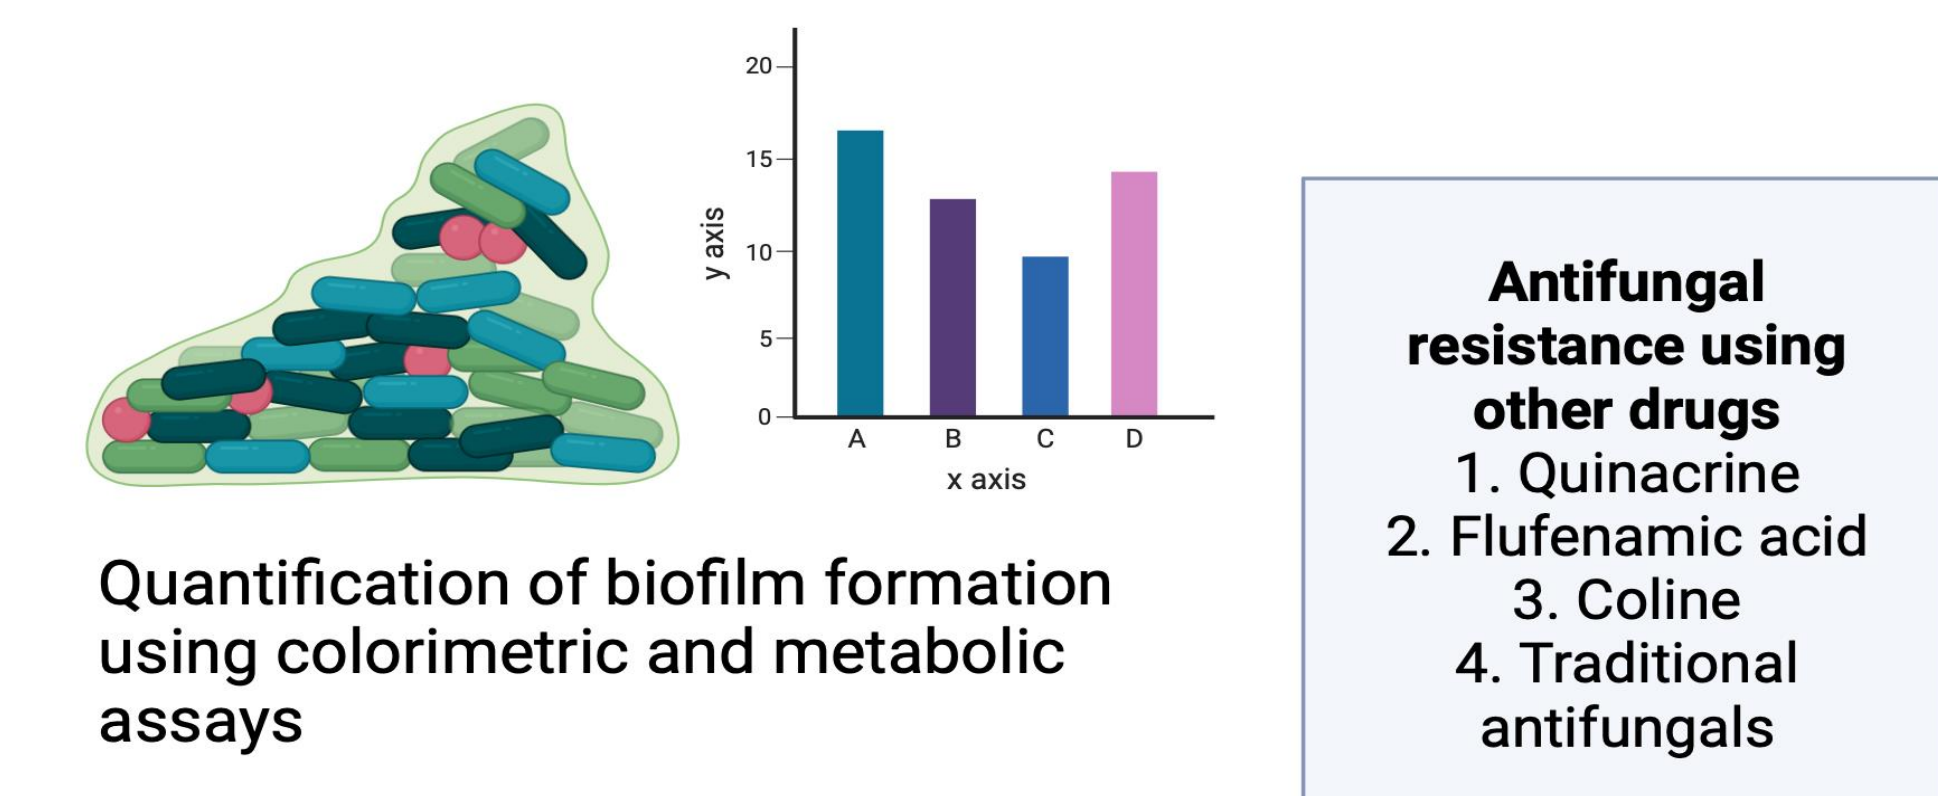 20
15
10
5
0
y axis
A B C D
x axis
Quantification of biofilm formation
using colorimetric and metabolic
assays
Antifungal
resistance using
other drugs
1. Quinacrine
2. Flufenamic acid
3. Coline
4. Traditional
antifungals